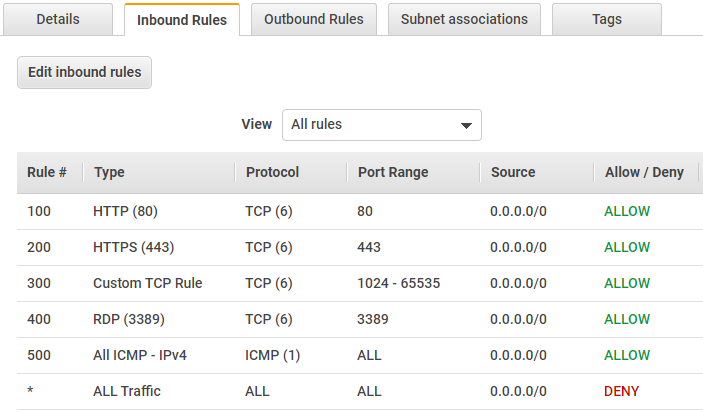 Details Inbound Rules Outbound Rules Subnet associations Tags
Edit inbound rules
View All rules
Rule # Type Protocol Port Range Source Allow / Deny
100 HTTP (80) TCP (6) 80 0.0.0.0/0 ALLOW
200 HTTPS (443) TCP (6) 443 0.0.0.0/0 ALLOW
300 Custom TCP Rule TCP (6) 1024 - 65535 0.0.0.0/0 ALLOW
400 RDP (3389) TCP (6) 3389 0.0.0.0/0 ALLOW
500 All ICMP - IPv4 ICMP (1) ALL 0.0.0.0/0 ALLOW
* ALL Traffic ALL ALL 0.0.0.0/0 DENY